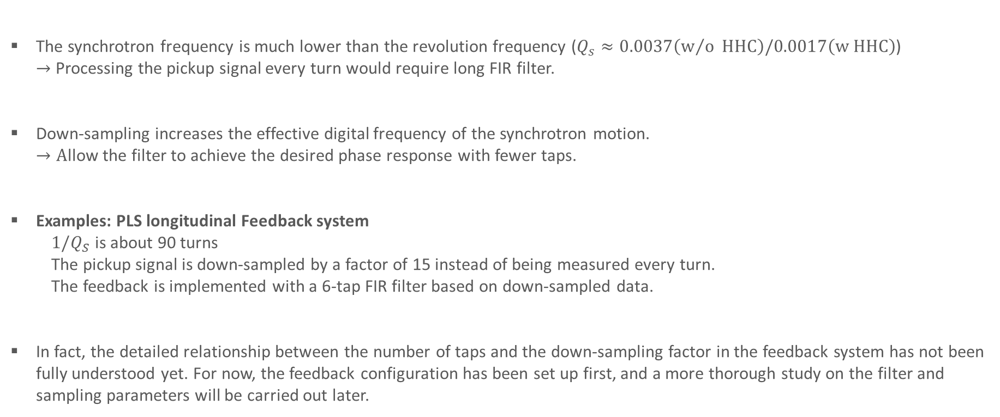 ▪ The synchrotron frequency is much lower than the revolution frequency (Qₛ ≈ 0.0037(w/o HHC)/0.0017(w HHC))
→ Processing the pickup signal every turn would require long FIR filter.
▪ Down-sampling increases the effective digital frequency of the synchrotron motion.
→ Allow the filter to achieve the desired phase response with fewer taps.
▪ Examples: PLS longitudinal Feedback system
1/Qₛ is about 90 turns
The pickup signal is down-sampled by a factor of 15 instead of being measured every turn.
The feedback is implemented with a 6-tap FIR filter based on down-sampled data.
▪ In fact, the detailed relationship between the number of taps and the down-sampling factor in the feedback system has not been
fully understood yet. For now, the feedback configuration has been set up first, and a more thorough study on the filter and
sampling parameters will be carried out later.